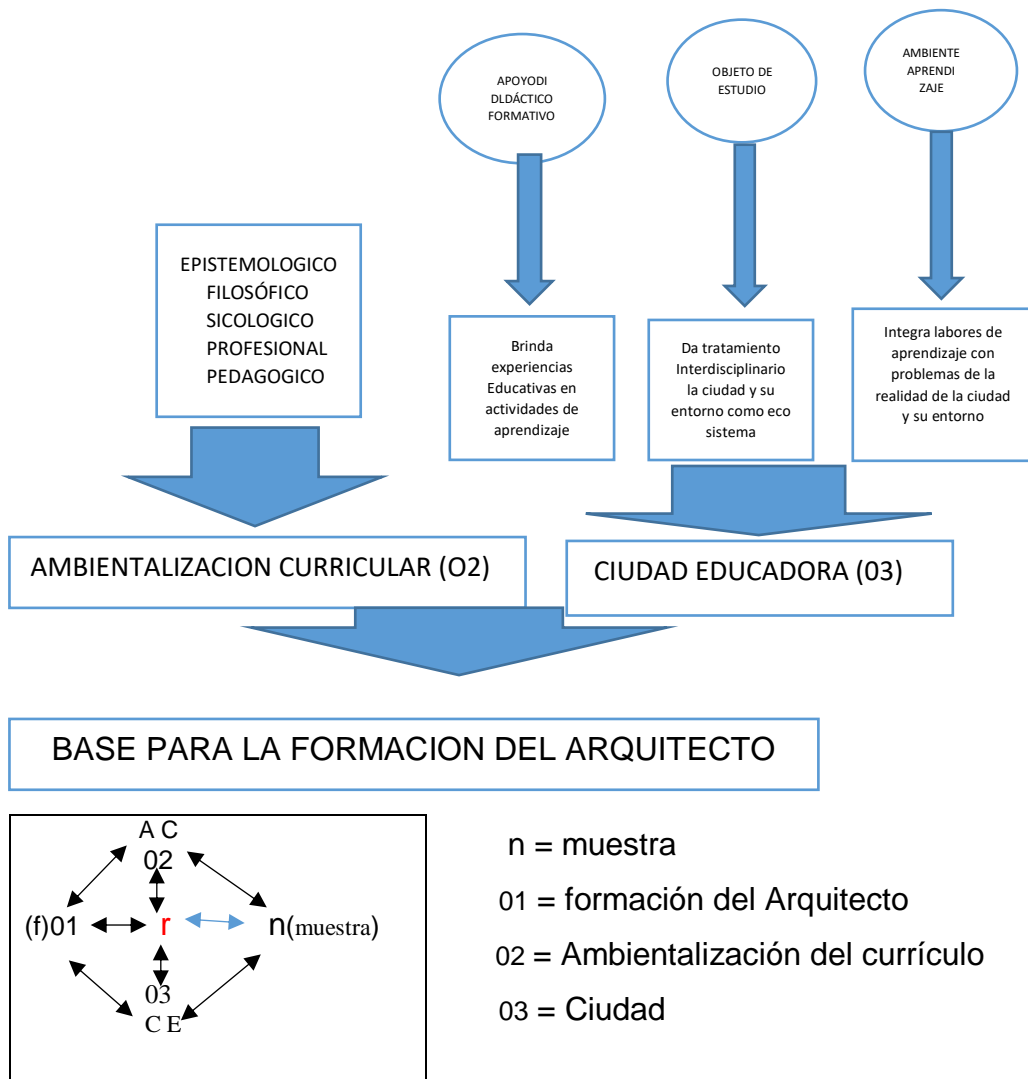 APOYODI
DLDÁCTICO
FORMATIVO
OBJETO DE
ESTUDIO
AMBIENTE
APRENDI
ZAJE
EPISTEMOLOGICO
FILOSÓFICO
SICOLOGICO
PROFESIONAL
PEDAGOGICO
Brinda
experiencias
Educativas en
actividades de
aprendizaje
Da tratamiento
Interdisciplinario
la ciudad y su
entorno como eco
sistema
Integra labores de
aprendizaje con
problemas de la
realidad de la ciudad
y su entorno
AMBIENTALIZACION CURRICULAR (O2)
CIUDAD EDUCADORA (03)
BASE PARA LA FORMACION DEL ARQUITECTO
A C
02
(f)01 r n(muestra)
03
C E
n = muestra
01 = formación del Arquitecto
02 = Ambientalización del currículo
03 = Ciudad